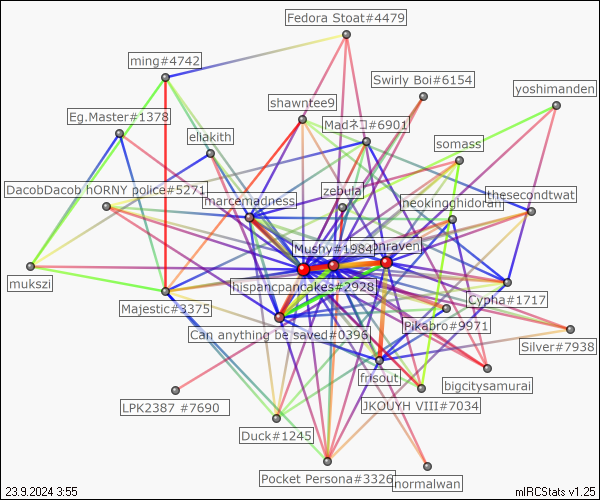 Fedora Stoat#4479
ming#4742
Swirly Boi#6154
yoshimanden
shawntee9
Eg.Master#1378
Madネコ#6901
eliakith
somass
DacobDacob hORNY police#5271
zebula
thesecondtwat
marcemadness
neokingghidorah
Mushy#1984
onraven
mukszi
hispancpancakes#2928
Cypha#1717
Majestic#3375
Pikabro#9971
Can anything be saved#0396
Silver#7938
frisout
bigcitysamurai
LPK2387 #7690
JKOUYH VIII#7034
Duck#1245
Pocket Persona#3326
normalwan
23.9.2024 3:55
mIRCStats v1.25